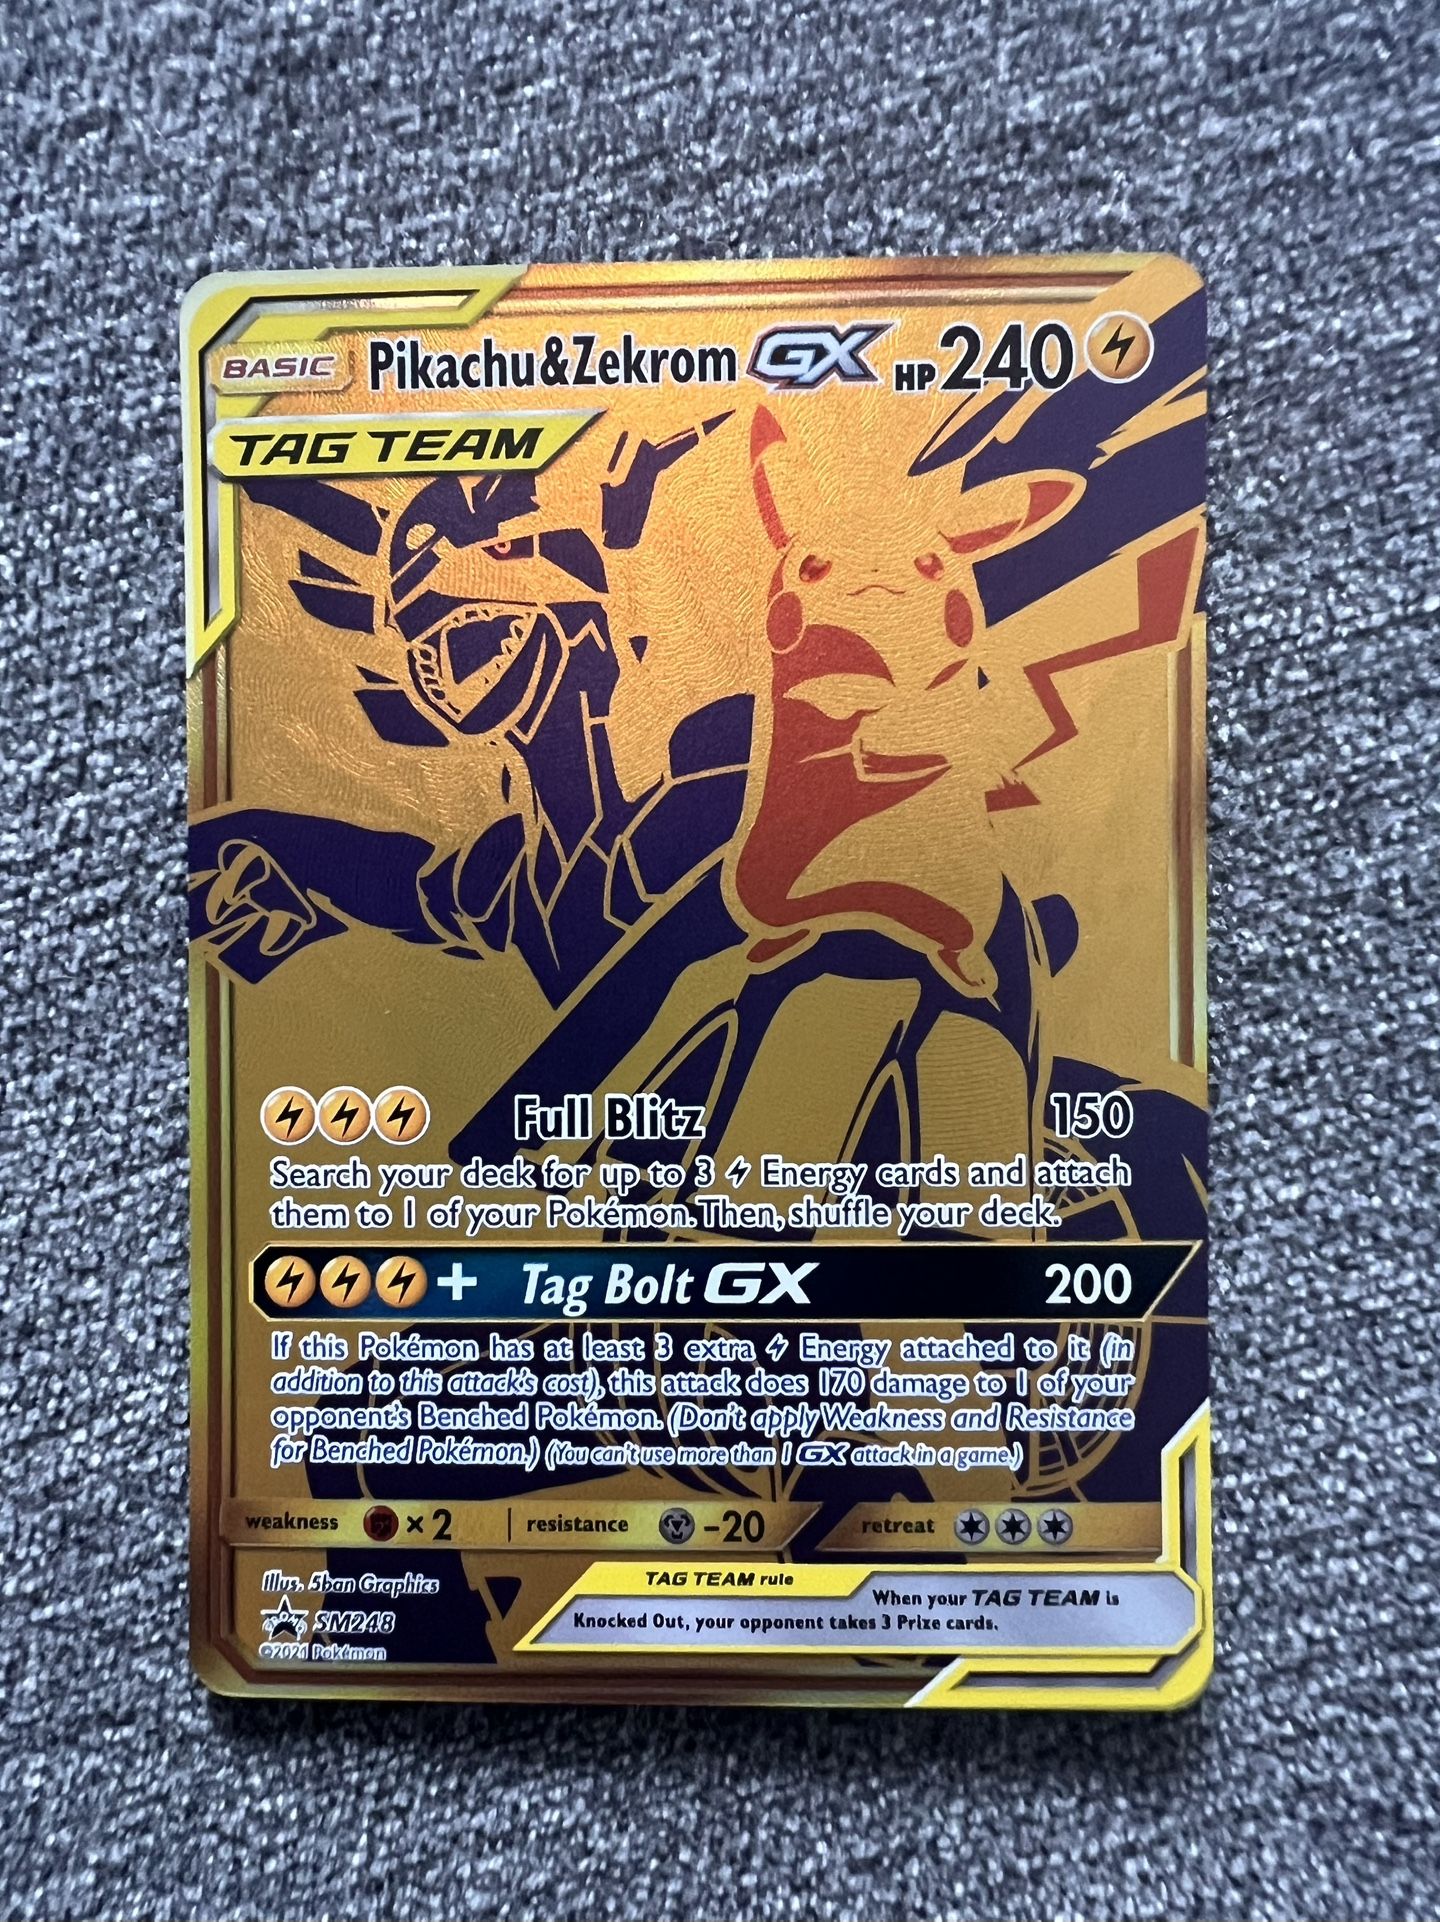 BASIC Pikachu&Zekrom GX HP 240
TAG TEAM
Full Blitz 150
Search your deck for up to 3 Energy cards and attach
them to 1 of your Pokémon. Then, shuffle your deck.
+ Tag Bolt GX 200
If this Pokémon has at least 3 extra Energy attached to it (in
addition to this attack's cost), this attack does 170 damage to 1 of your
opponent's Benched Pokémon. (Don't apply Weakness and Resistance
for Benched Pokémon.) (You can't use more than 1 GX attack in a game.)
weakness ×2 resistance -20 retreat
Illus. 5ban Graphics
SM248
©2021 Pokémon
TAG TEAM rule
When your TAG TEAM is
Knocked Out, your opponent takes 3 Prize cards.